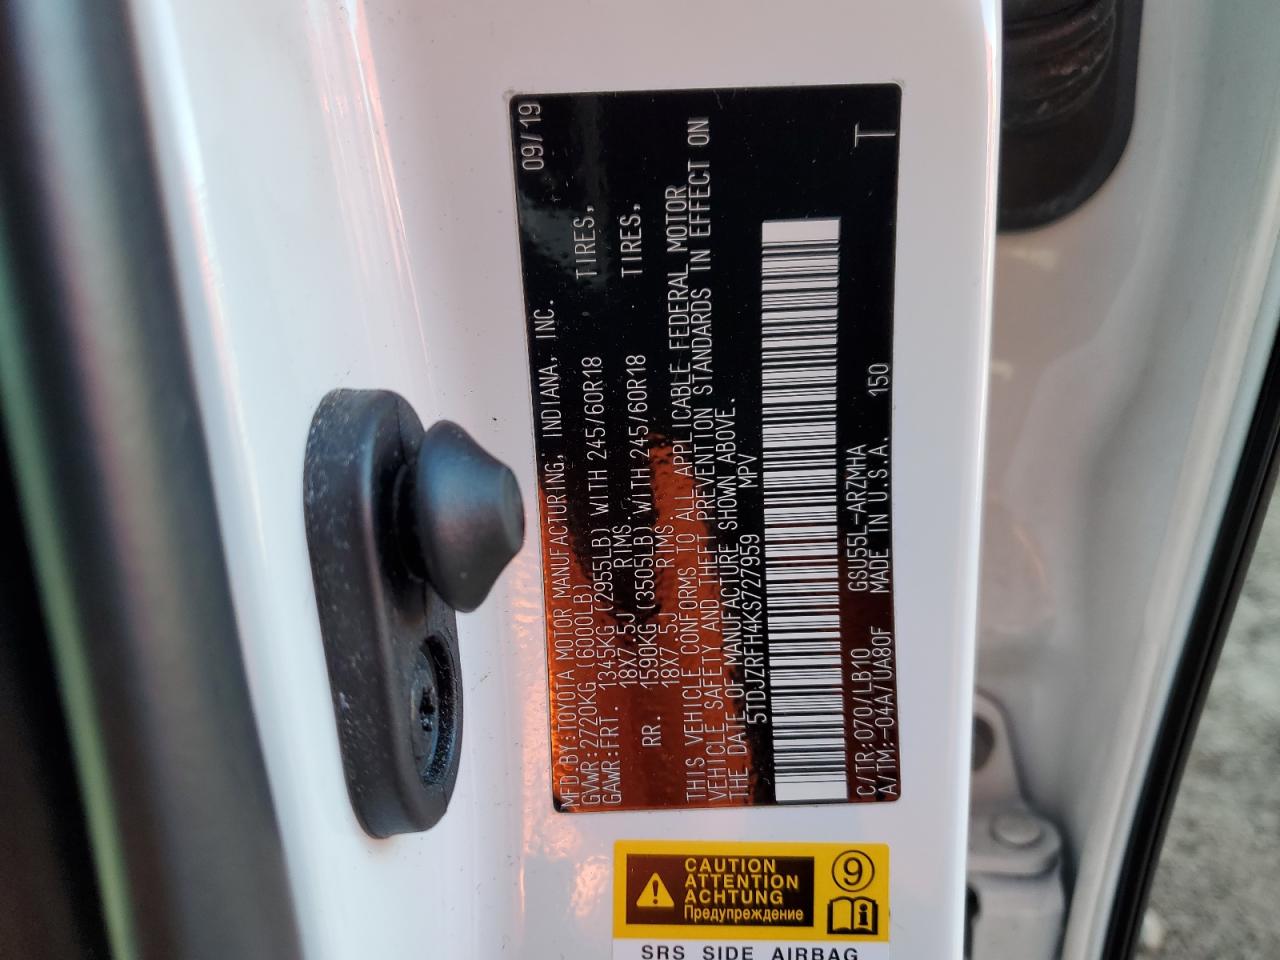 MFD.BY:TOYOTA MOTOR MANUFACTURING, INDIANA, INC. 09/19
GVWR:2720KG (6000LB)
GAWR:FRT. 1345KG (2955LB) WITH 245/60R18 TIRES.,
18X7.5J RIMS
RR. 1590KG (3505LB) WITH 245/60R18 TIRES.,
18X7.5J RIMS
THIS VEHICLE CONFORMS TO ALL APPLICABLE FEDERAL MOTOR
VEHICLE SAFETY AND THEFT PREVENTION STANDARDS IN EFFECT ON
THE DATE OF MANUFACTURE SHOWN ABOVE.
5TDJZRFH4KS727959 MPV
C/TR:070/LB10 GSU55L-ARZMHA 150 T
A/TM:-04A/UA80F MADE IN U.S.A.
CAUTION
ATTENTION
ACHTUNG
Предупреждение
9
i
SRS SIDE AIRBAG